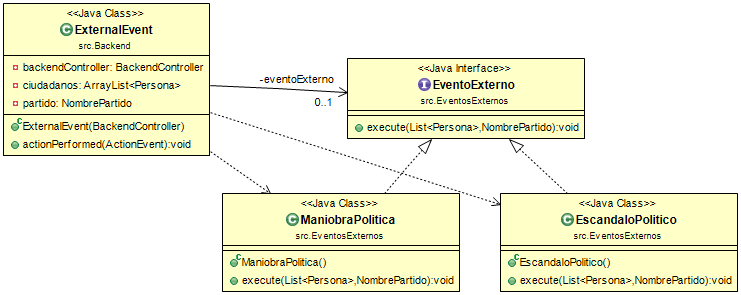 <<Java Class>>
ExternalEvent
src.Backend
backendController: BackendController
ciudadanos: ArrayList<Persona>
partido: NombrePartido
ExternalEvent(BackendController)
actionPerformed(ActionEvent):void
-eventoExterno
0..1
<<Java Interface>>
EventoExterno
src.EventosExternos
execute(List<Persona>,NombrePartido):void
<<Java Class>>
ManiobraPolitica
src.EventosExternos
ManiobraPolitica()
execute(List<Persona>,NombrePartido):void
<<Java Class>>
EscandaloPolitico
src.EventosExternos
EscandaloPolitico()
execute(List<Persona>,NombrePartido):void